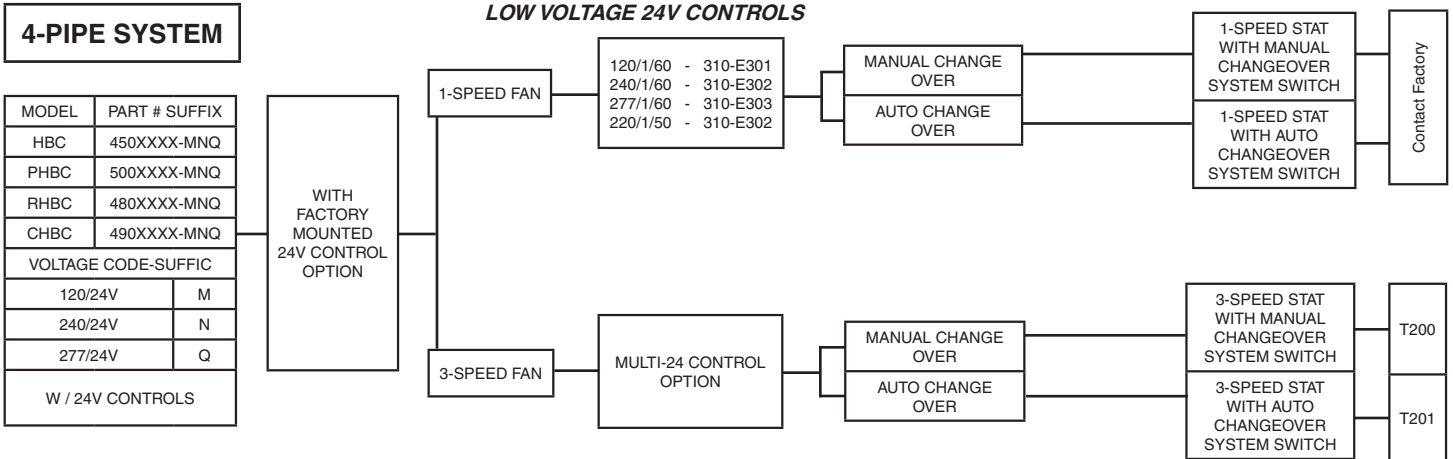 LOW VOLTAGE 24V CONTROLS
4-PIPE SYSTEM
MODEL PART # SUFFIX
HBC 450XXXX-MNQ
PHBC 500XXXX-MNQ
RHBC 480XXXX-MNQ
CHBC 490XXXX-MNQ
VOLTAGE CODE-SUFFIC
120/24V M
240/24V N
277/24V Q
W / 24V CONTROLS
WITH
FACTORY
MOUNTED
24V CONTROL
OPTION
1-SPEED FAN
120/1/60 - 310-E301
240/1/60 - 310-E302
277/1/60 - 310-E303
220/1/50 - 310-E302
MANUAL CHANGE
OVER
AUTO CHANGE
OVER
1-SPEED STAT
WITH MANUAL
CHANGEOVER
SYSTEM SWITCH
1-SPEED STAT
WITH AUTO
CHANGEOVER
SYSTEM SWITCH
Contact Factory
3-SPEED FAN
MULTI-24 CONTROL
OPTION
MANUAL CHANGE
OVER
AUTO CHANGE
OVER
3-SPEED STAT
WITH MANUAL
CHANGEOVER
SYSTEM SWITCH
3-SPEED STAT
WITH AUTO
CHANGEOVER
SYSTEM SWITCH
T200
T201